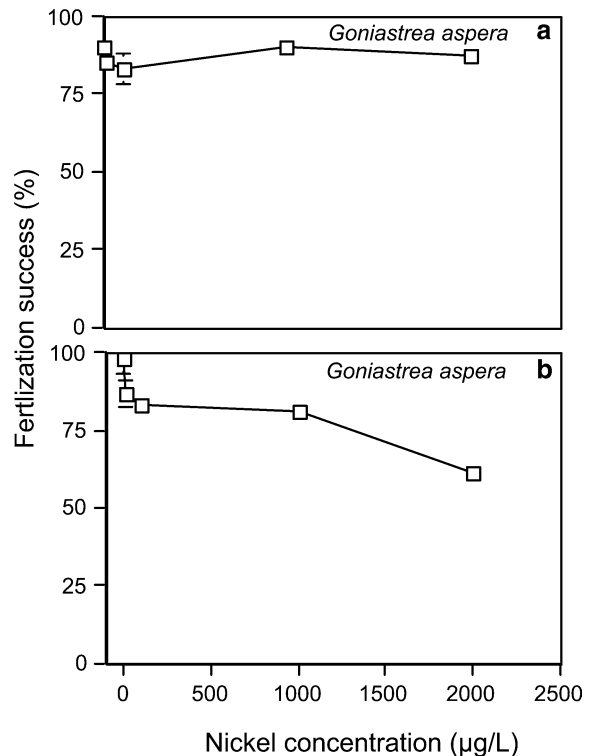 100
Goniastrea aspera a
75
50
25
0
Fertlization success (%)
100
Goniastrea aspera b
75
50
25
0
0 500 1000 1500 2000 2500
Nickel concentration (µg/L)